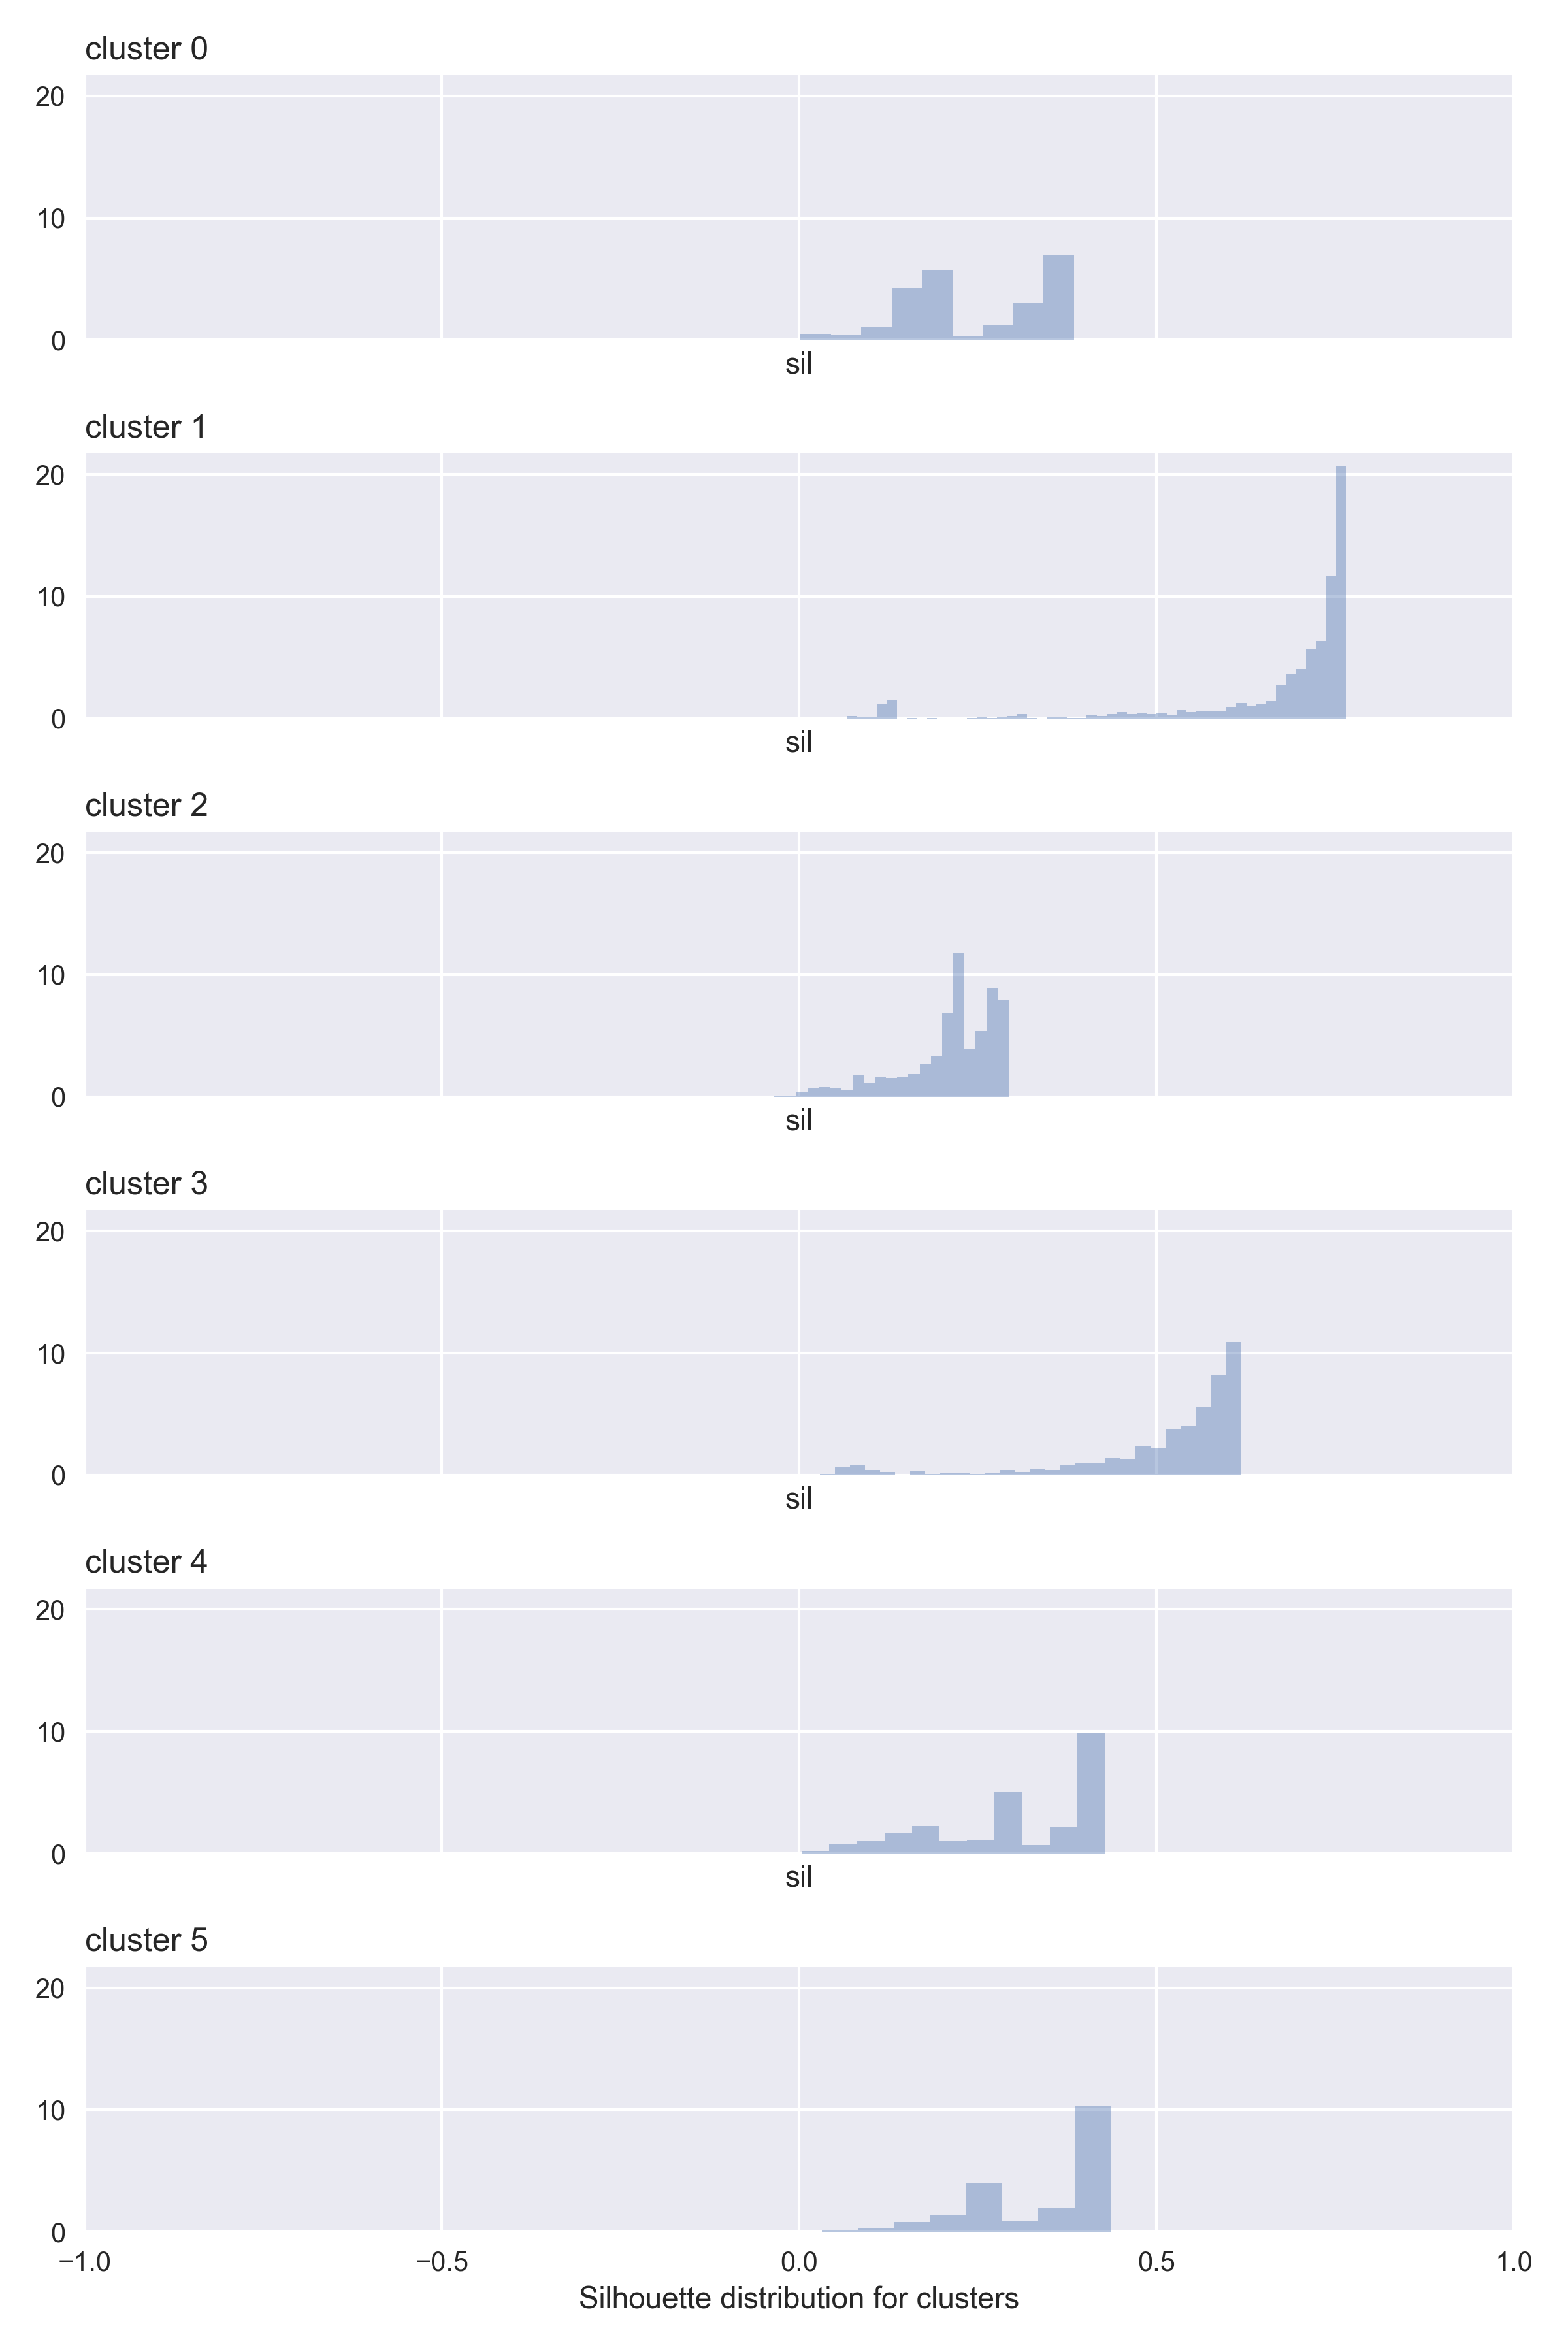 cluster 0
20
10
0
sil
cluster 1
20
10
0
sil
cluster 2
20
10
0
sil
cluster 3
20
10
0
sil
cluster 4
20
10
0
sil
cluster 5
20
10
0
−1.0 −0.5 0.0 0.5 1.0
Silhouette distribution for clusters